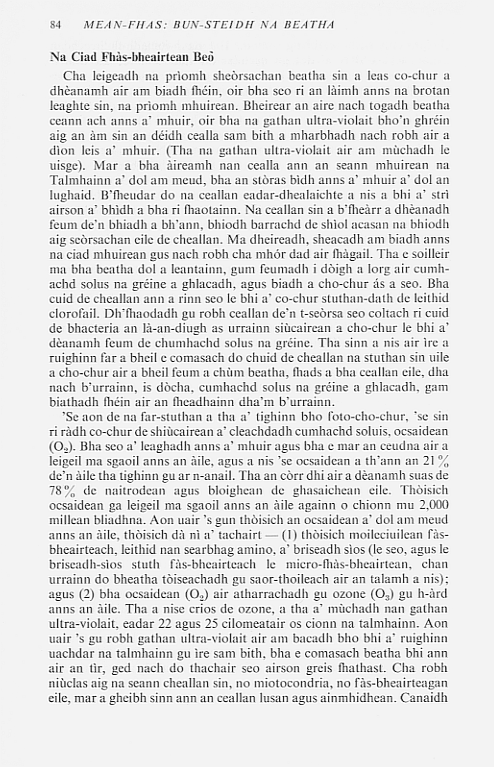 84 MEAN-FHAS: BUN-STEIDH NA BEATHA
Na Ciad Fhàs-bheairtean Beò
Cha leigeadh na prìomh sheòrsachan beatha sin a leas co-chur a
dhèanamh air am biadh fhéin, oir bha seo ri an làimh anns na brotan
leaghte sin, na prìomh mhuirean. Bheirear an aire nach togadh beatha
ceann ach anns a' mhuir, oir bha na gathan ultra-violait bho'n ghréin
aig an àm sin an déidh cealla sam bith a mharbhadh nach robh air a
dìon leis a' mhuir. (Tha na gathan ultra-violait air am mùchadh le
uisge). Mar a bha àireamh nan cealla ann an seann mhuirean na
Talmhainn a' dol am meud, bha an stòras bìdh anns a' mhuir a' dol an
lughaid. B'fheudar do na ceallan eadar-dhealaichte a nis a bhi a' strì
airson a' bhìdh a bha ri fhaotainn. Na ceallan sin a b'fheàrr a dhèanadh
feum de'n bhiadh a bh'ann, bhiodh barrachd de shìol acasan na bhiodh
aig seòrsachan eile de cheallan. Ma dheireadh, sheacadh am biadh anns
na ciad mhuirean gus nach robh cha mhór dad air fhàgail. Tha e soilleir
ma bha beatha dol a leantainn, gum feumadh i dòigh a lorg air cumh-
achd solus na gréine a ghlacadh, agus biadh a cho-chur ás a seo. Bha
cuid de cheallan ann a rinn seo le bhi a' co-chur stuthan-dath de leithid
clorofail. Dh'fhaodadh gu robh ceallan de'n t-seòrsa seo coltach ri cuid
de bhacteria an là-an-diugh as urrainn siùcairean a cho-chur le bhi a'
dèanamh feum de chumhachd solus na gréine. Tha sinn a nis air ìre a
ruighinn far a bheil e comasach do chuid de cheallan na stuthan sin uile
a cho-chur air a bheil feum a chùm beatha, fhads a bha ceallan eile, dha
nach b'urrainn, is dòcha, cumhachd solus na gréine a ghlacadh, gam
biathadh fhéin air an fheadhainn dha'm b'urrainn.
'Se aon de na far-stuthan a tha a' tighinn bho foto-cho-chur, 'se sin
ri ràdh co-chur de shiùcairean a' cleachdadh cumhachd soluis, ocsaidean
(O₂). Bha seo a' leaghadh anns a' mhuir agus bha e mar an ceudna air a
leigeil ma sgaoil anns an àile, agus a nis 'se ocsaidean a th'ann an 21%
de'n àile tha tighinn gu ar n-anail. Tha an còrr dhi air a dèanamh suas de
78% de naitrodean agus bloighean de ghasaichean eile. Thòisich
ocsaidean ga leigeil ma sgaoil anns an àile againn o chionn mu 2,000
millean bliadhna. Aon uair 's gun thòisich an ocsaidean a' dol am meud
anns an àile, thòisich dà nì a' tachairt — (1) thòisich moilecluilean fàs-
bheairteach, leithid nan searbhag amino, a' briseadh sìos (le seo, agus le
briseadh-sìos stuth fàs-bheairteach le micro-fhàs-bheairtean, chan
urrainn do bheatha tòiseachadh gu saor-thoileach air an talamh a nis);
agus (2) bha ocsaidean (O₂) air atharrachadh gu ozone (O₃) gu h-àrd
anns an àile. Tha a nise crios de ozone, a tha a' mùchadh nan gathan
ultra-violait, eadar 22 agus 25 cilomeatair os cionn na talmhainn. Aon
uair 's gu robh gathan ultra-violait air am bacadh bho bhi a' ruighinn
uachdar na talmhainn gu ìre sam bith, bha e comasach beatha bhi ann
air an tìr, ged nach do thachair seo airson greis fhathast. Cha robh
niùclas aig na seann cheallan sin, no miotocondria, no fàs-bheairteagan
eile, mar a gheibh sinn ann an ceallan lusan agus ainmhidhean. Canaidh